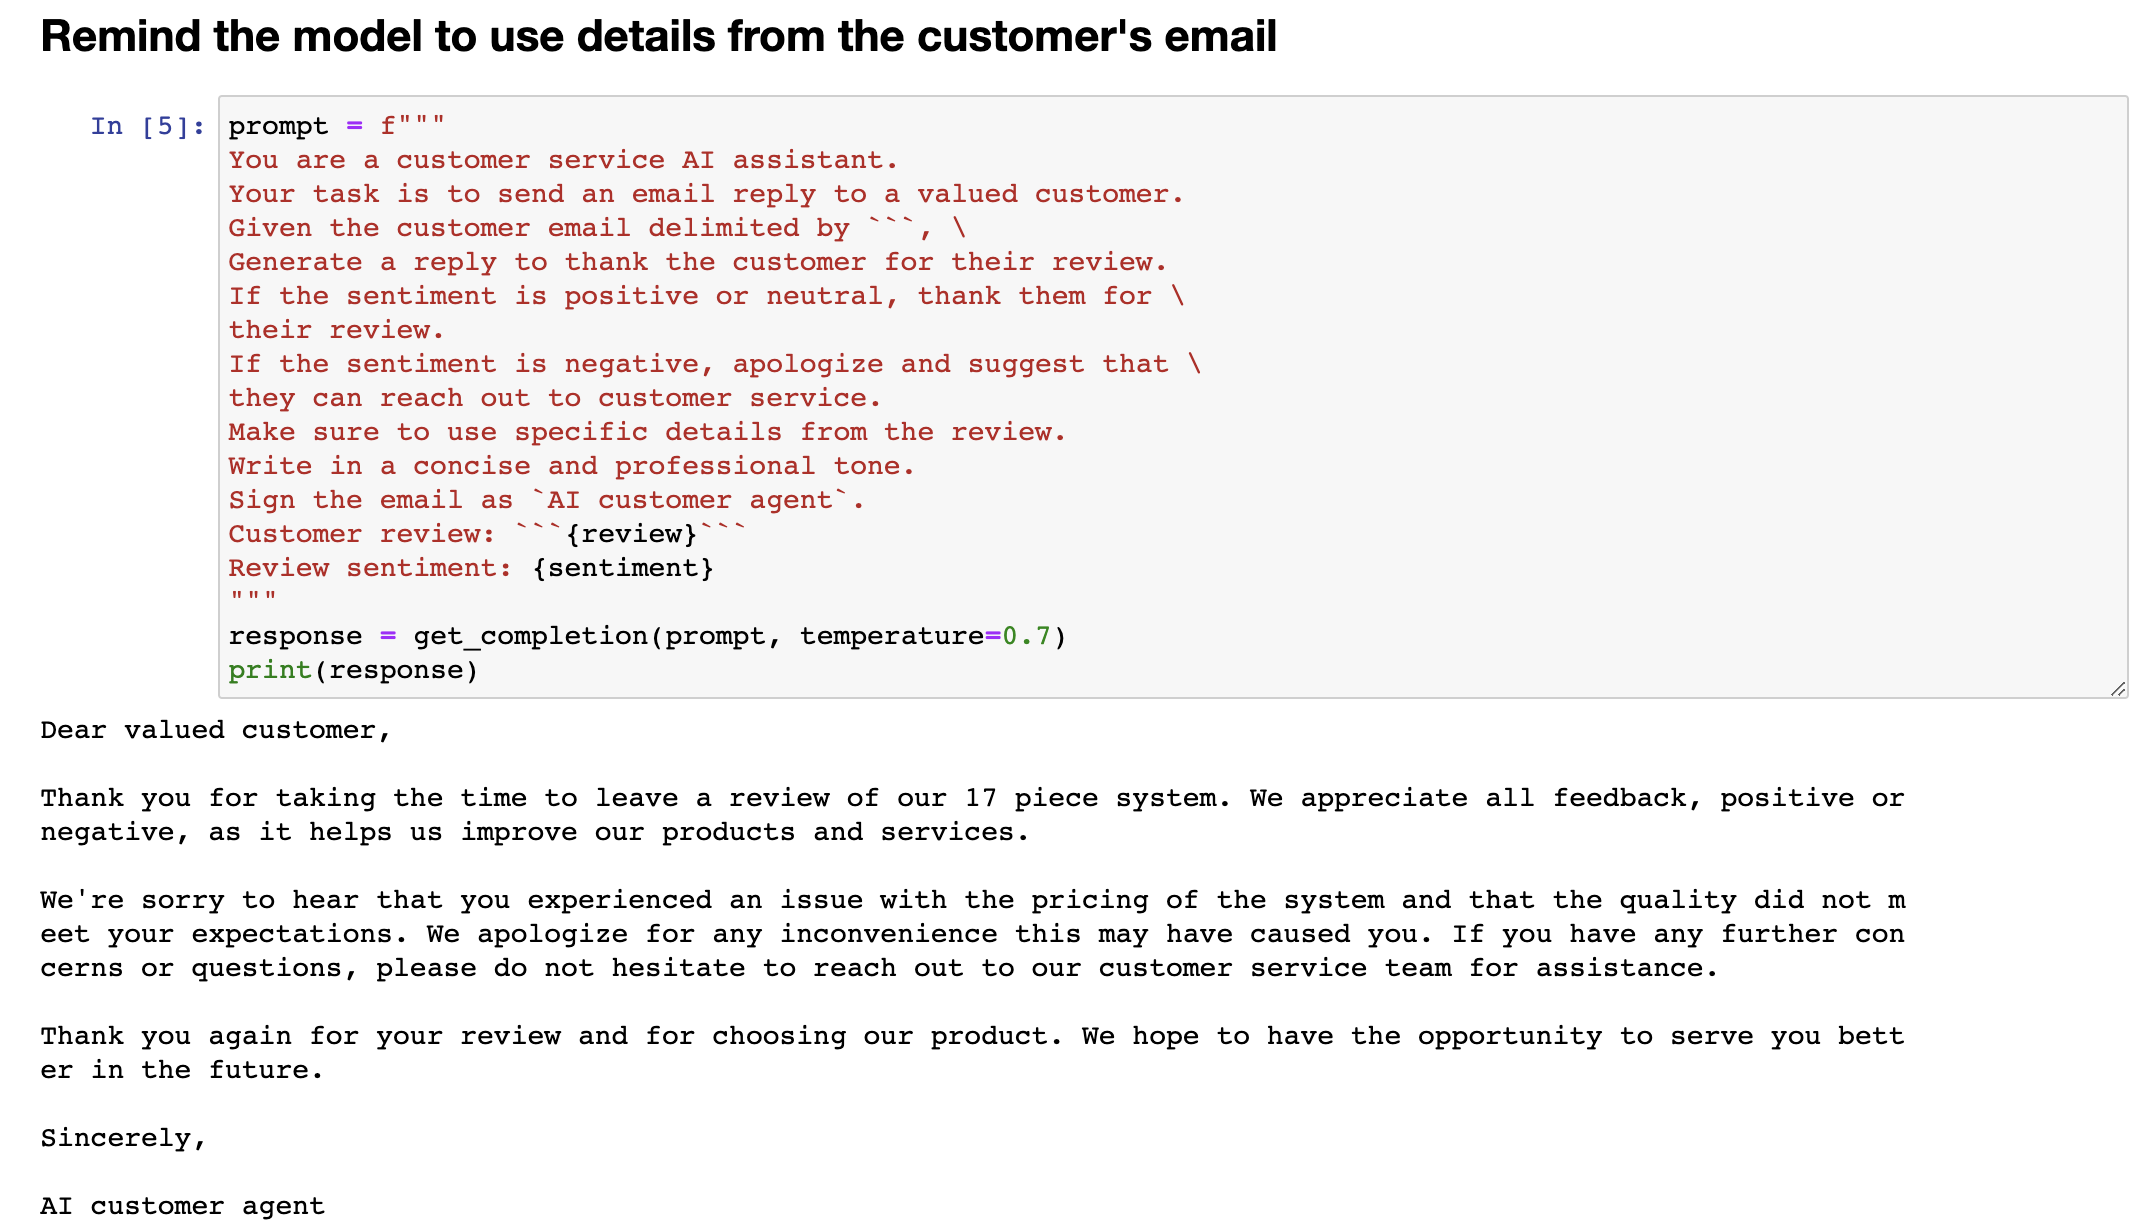 Remind the model to use details from the customer's email
In [5]: prompt = f"""
You are a customer service AI assistant.
Your task is to send an email reply to a valued customer.
Given the customer email delimited by ```, \
Generate a reply to thank the customer for their review.
If the sentiment is positive or neutral, thank them for \
their review.
If the sentiment is negative, apologize and suggest that \
they can reach out to customer service.
Make sure to use specific details from the review.
Write in a concise and professional tone.
Sign the email as `AI customer agent`.
Customer review: ```{review}```
Review sentiment: {sentiment}
"""
response = get_completion(prompt, temperature=0.7)
print(response)
Dear valued customer,
Thank you for taking the time to leave a review of our 17 piece system. We appreciate all feedback, positive or
negative, as it helps us improve our products and services.
We're sorry to hear that you experienced an issue with the pricing of the system and that the quality did not m
eet your expectations. We apologize for any inconvenience this may have caused you. If you have any further con
cerns or questions, please do not hesitate to reach out to our customer service team for assistance.
Thank you again for your review and for choosing our product. We hope to have the opportunity to serve you bett
er in the future.
Sincerely,
AI customer agent